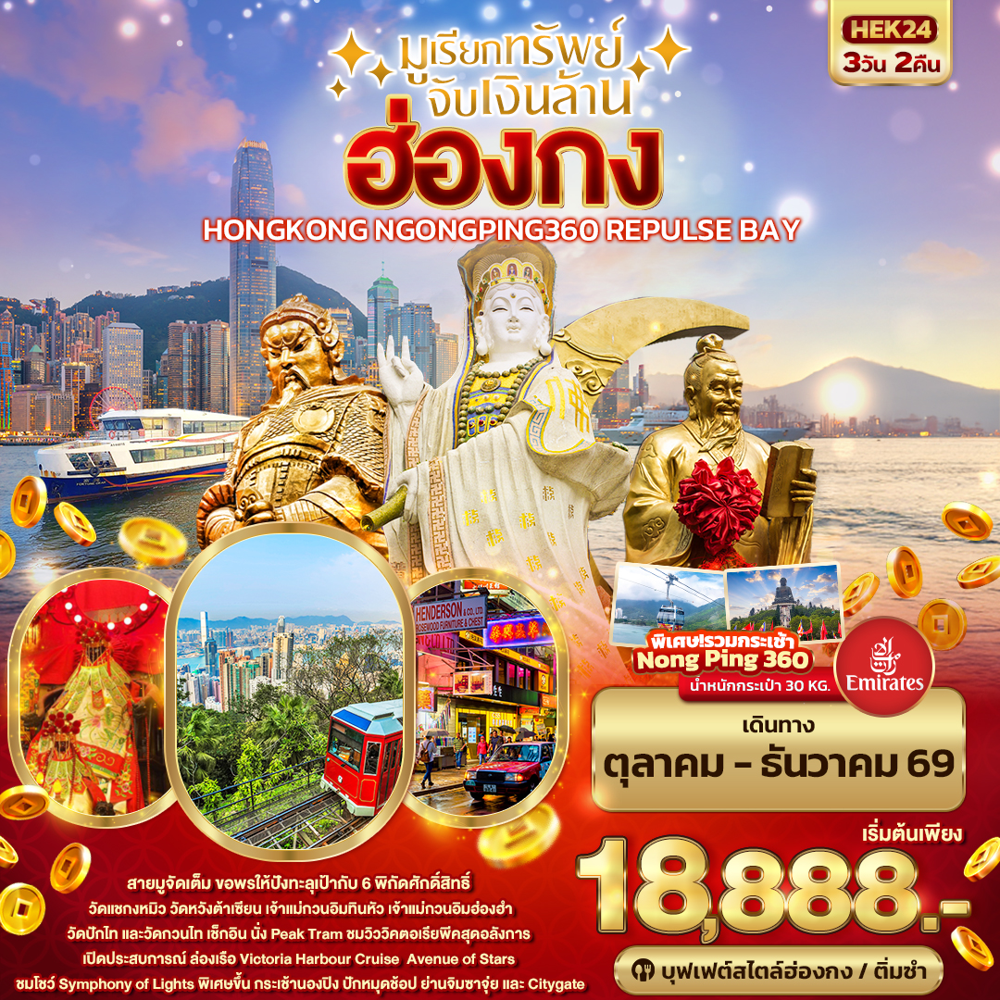 HEK24
3วัน 2คืน
มูเรียกทรัพย์
จับเงินล้าน
ฮ่องกง
HONGKONG NGONGPING360 REPULSE BAY
HENDERSON & CO. LTD.
ROSEWOOD FURNITURE & CHEST
พิเศษ!รวมกระเช้า
Nong Ping 360
น้ำหนักกระเป๋า 30 KG.
Emirates
เดินทาง
ตุลาคม - ธันวาคม 69
เริ่มต้นเพียง
18,888.-
บุฟเฟต์สไตล์ฮ่องกง / ติ่มซำ
สายมูจัดเต็ม ขอพรให้ปังทะลุเป้ากับ 6 พิกัดศักดิ์สิทธิ์
วัดแชกงหมิว วัดหวังต้าเซียน เจ้าแม่กวนอิมทินหัว เจ้าแม่กวนอิมฮ่องฮำ
วัดปักไท และวัดกวนไท เช็กอิน นั่ง Peak Tram ชมวิววิคตอเรียพีคสุดอลังการ
เปิดประสบการณ์ ล่องเรือ Victoria Harbour Cruise Avenue of Stars
ชมโชว์ Symphony of Lights พิเศษขึ้น กระเช้านองปิง ปักหมุดช้อป ย่านจิมซาจุ่ย และ Citygate